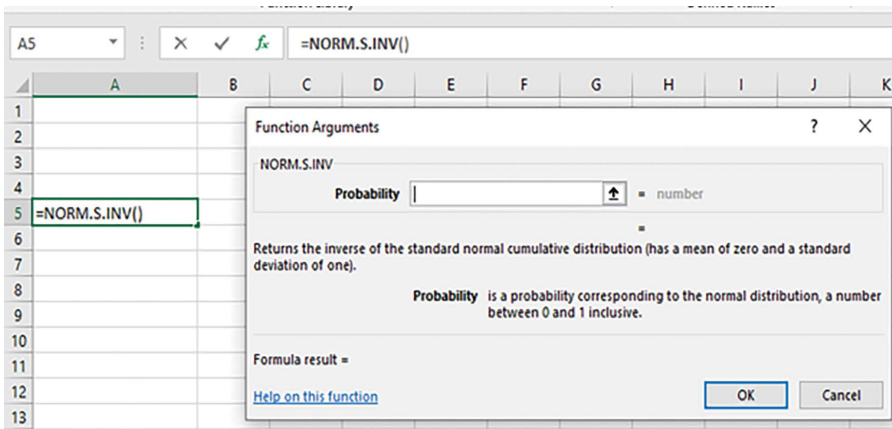 A5 =NORM.S.INV()
A B C D E F G H I J K
1
2
3
4
5 =NORM.S.INV()
6
7
8
9
10
11
12
13
Function Arguments ? X
NORM.S.INV
Probability = number
=
Returns the inverse of the standard normal cumulative distribution (has a mean of zero and a standard
deviation of one).
Probability is a probability corresponding to the normal distribution, a number
between 0 and 1 inclusive.
Formula result =
Help on this function OK Cancel